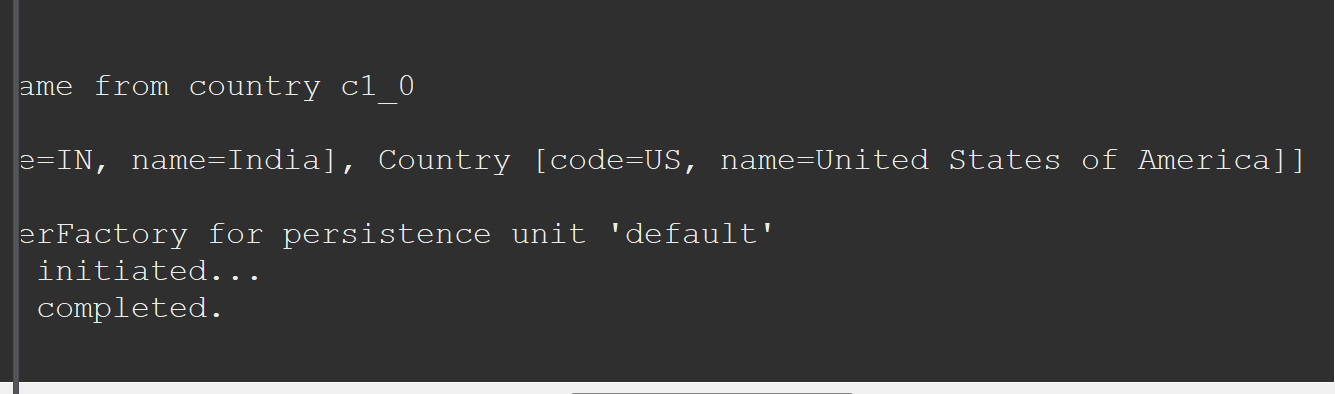 ame from country c1_0
e=IN, name=India], Country [code=US, name=United States of America]]
erFactory for persistence unit 'default'
initiated...
completed.